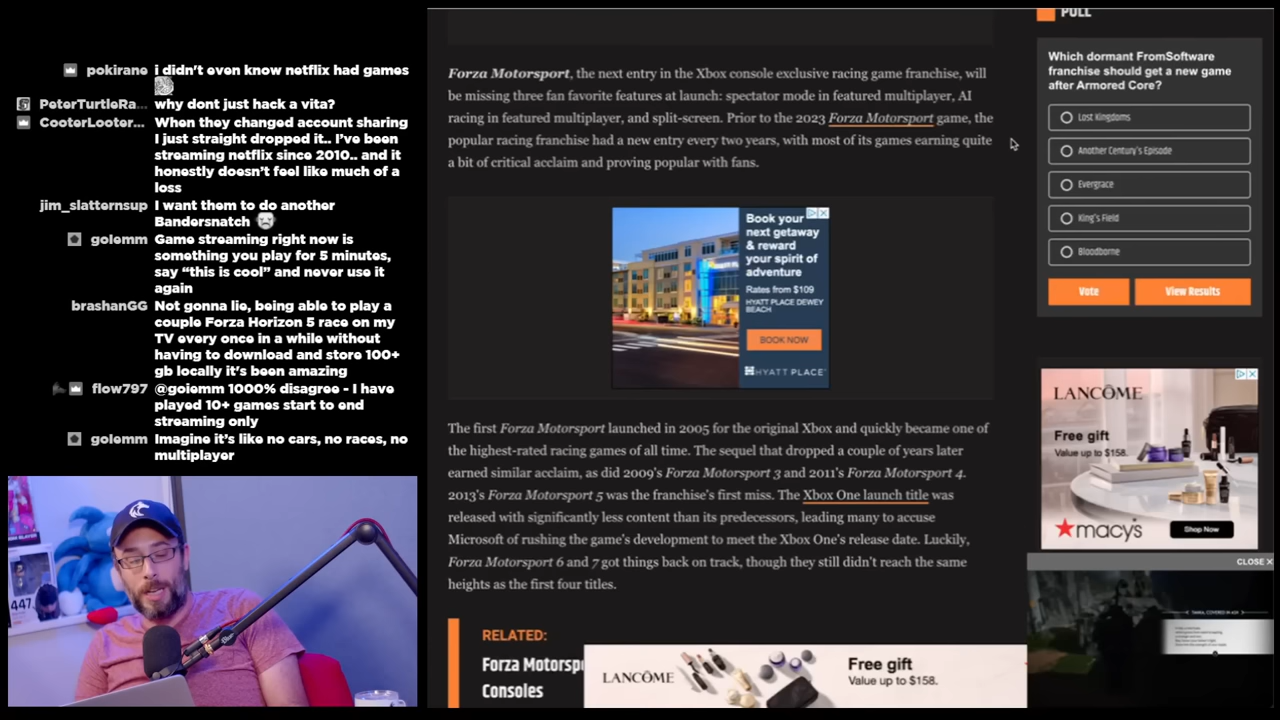 pokirane i didn't even know netflix had games
PeterTurtleRa... why dont just hack a vita?
CooterLooter... When they changed account sharing
I just straight dropped it.. I've been
streaming netflix since 2010.. and it
honestly doesn't feel like much of a
loss
jim_slatternsup I want them to do another
Bandersnatch
golemm Game streaming right now is
something you play for 5 minutes,
say "this is cool" and never use it
again
brashanGG Not gonna lie, being able to play a
couple Forza Horizon 5 race on my
TV every once in a while without
having to download and store 100+
gb locally it's been amazing
flow797 @golemm 1000% disagree - I have
played 10+ games start to end
streaming only
golemm Imagine it's like no cars, no races, no
multiplayer
447
Forza Motorsport, the next entry in the Xbox console exclusive racing game franchise, will
be missing three fan favorite features at launch: spectator mode in featured multiplayer, AI
racing in featured multiplayer, and split-screen. Prior to the 2023 Forza Motorsport game, the
popular racing franchise had a new entry every two years, with most of its games earning quite
a bit of critical acclaim and proving popular with fans.
Book your
next getaway
& reward
your spirit of
adventure
Rates from $109
HYATT PLACE DEWEY
BEACH
BOOK NOW
HYATT PLACE
The first Forza Motorsport launched in 2005 for the original Xbox and quickly became one of
the highest-rated racing games of all time. The sequel that dropped a couple of years later
earned similar acclaim, as did 2009's Forza Motorsport 3 and 2011's Forza Motorsport 4.
2013's Forza Motorsport 5 was the franchise's first miss. The Xbox One launch title was
released with significantly less content than its predecessors, leading many to accuse
Microsoft of rushing the game's development to meet the Xbox One's release date. Luckily,
Forza Motorsport 6 and 7 got things back on track, though they still didn't reach the same
heights as the first four titles.
RELATED:
Forza Motorspo
Consoles
LANCÔME
Free gift
Value up to $158.
POLL
Which dormant FromSoftware
franchise should get a new game
after Armored Core?
Lost Kingdoms
Another Century's Episode
Evergrace
King's Field
Bloodborne
Vote
View Results
LANCÔME
Free gift
Value up to $158.
macy's
Shop Now
CLOSE X